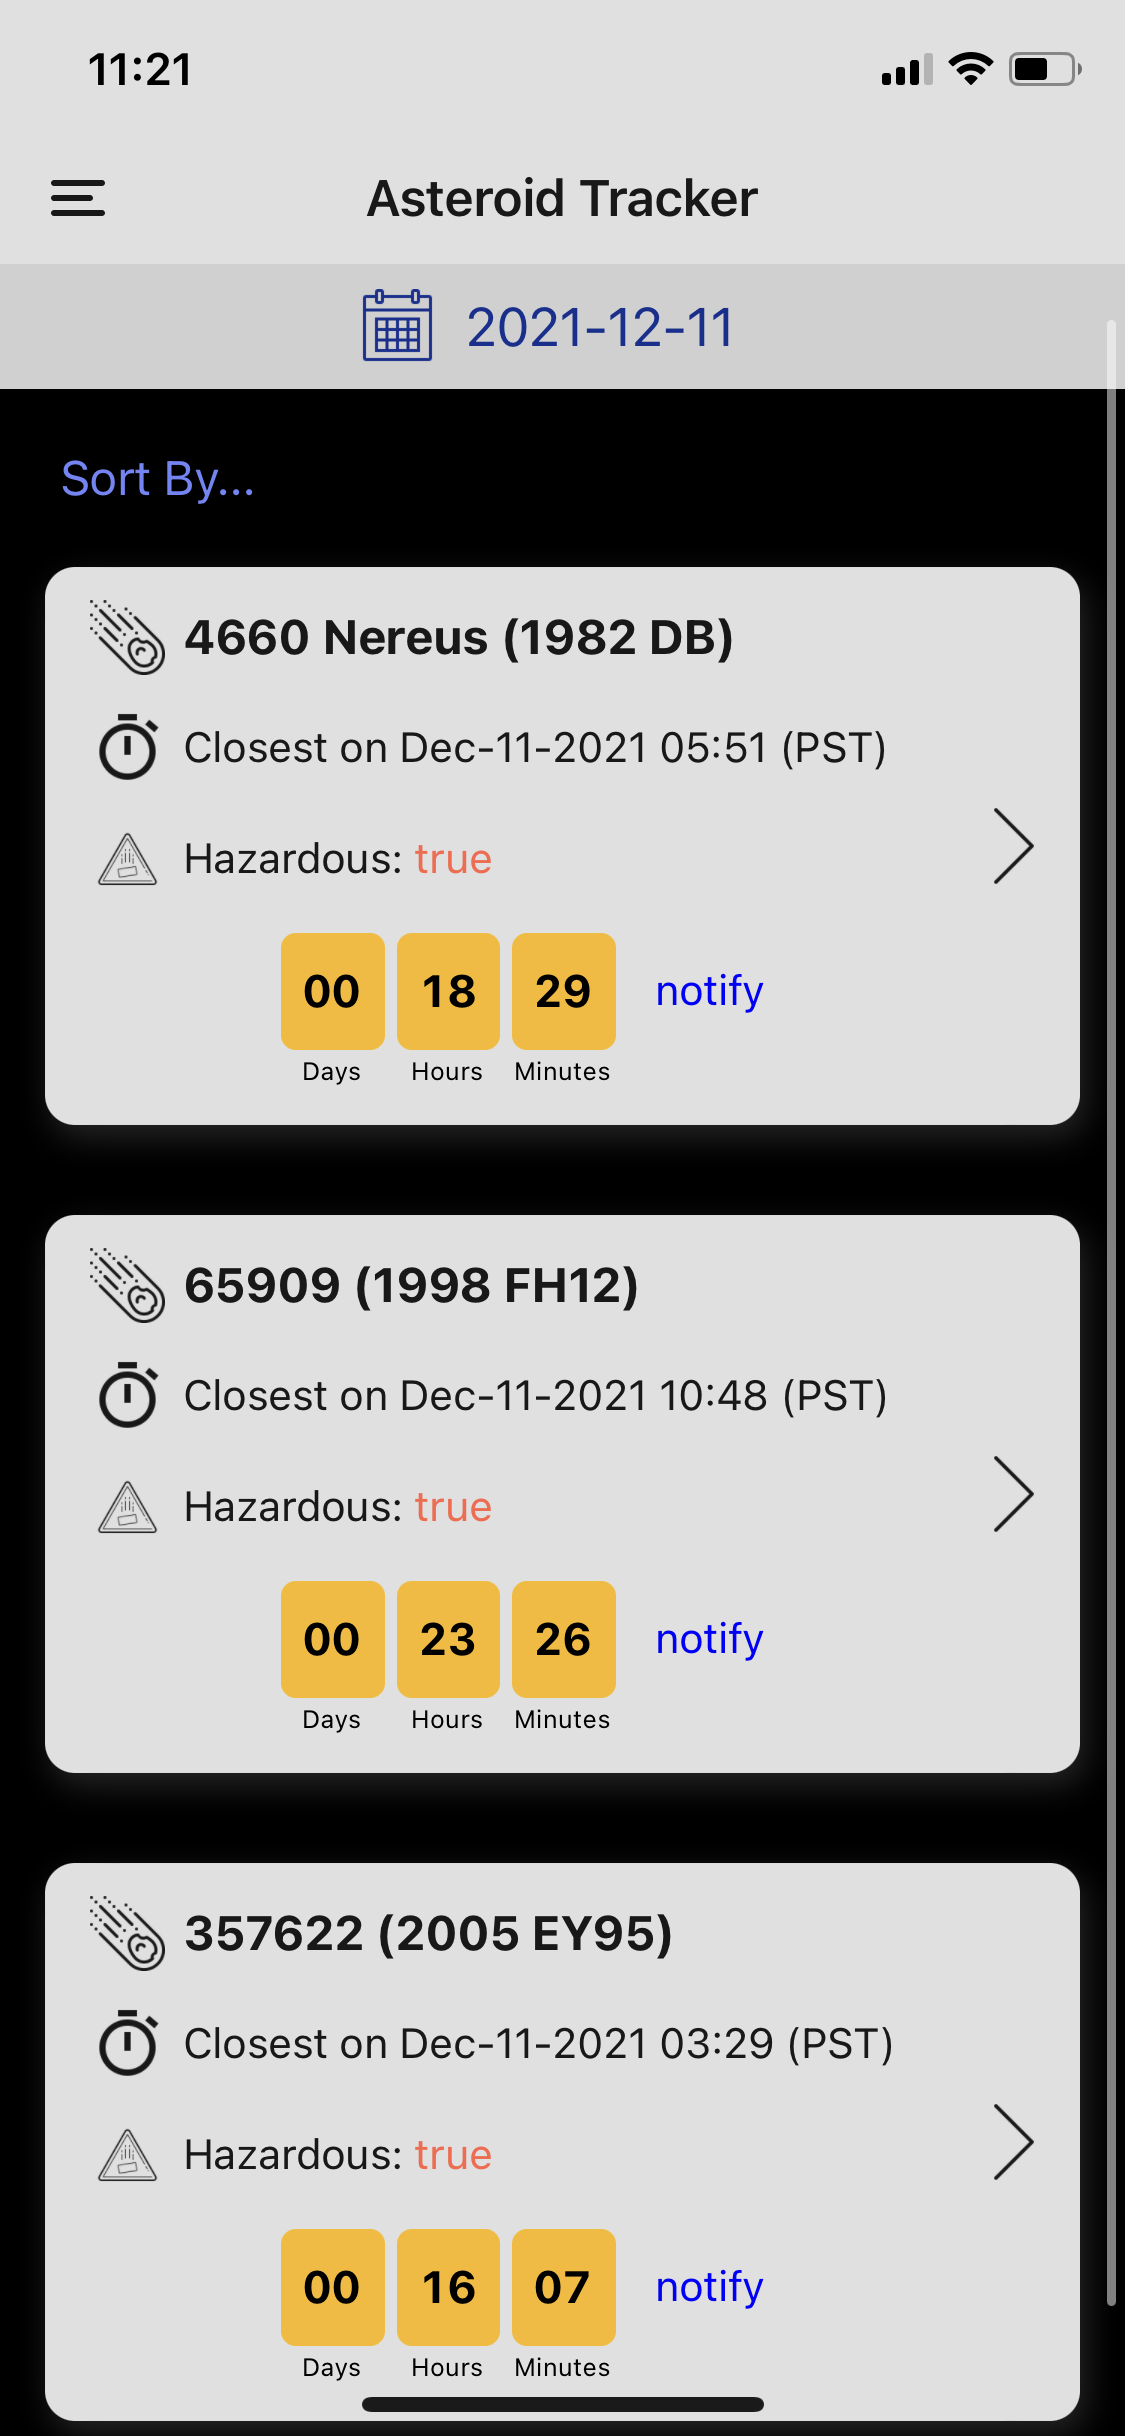 11:21
Asteroid Tracker
2021-12-11
Sort By...
4660 Nereus (1982 DB)
Closest on Dec-11-2021 05:51 (PST)
Hazardous: true
00 18 29 notify
Days Hours Minutes
65909 (1998 FH12)
Closest on Dec-11-2021 10:48 (PST)
Hazardous: true
00 23 26 notify
Days Hours Minutes
357622 (2005 EY95)
Closest on Dec-11-2021 03:29 (PST)
Hazardous: true
00 16 07 notify
Days Hours Minutes